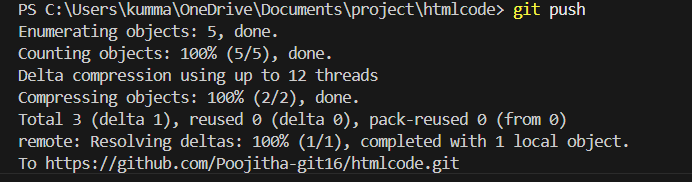 PS C:\Users\kumma\OneDrive\Documents\project\htmlcode> git push
Enumerating objects: 5, done.
Counting objects: 100% (5/5), done.
Delta compression using up to 12 threads
Compressing objects: 100% (2/2), done.
Total 3 (delta 1), reused 0 (delta 0), pack-reused 0 (from 0)
remote: Resolving deltas: 100% (1/1), completed with 1 local object.
To https://github.com/Poojitha-git16/htmlcode.git